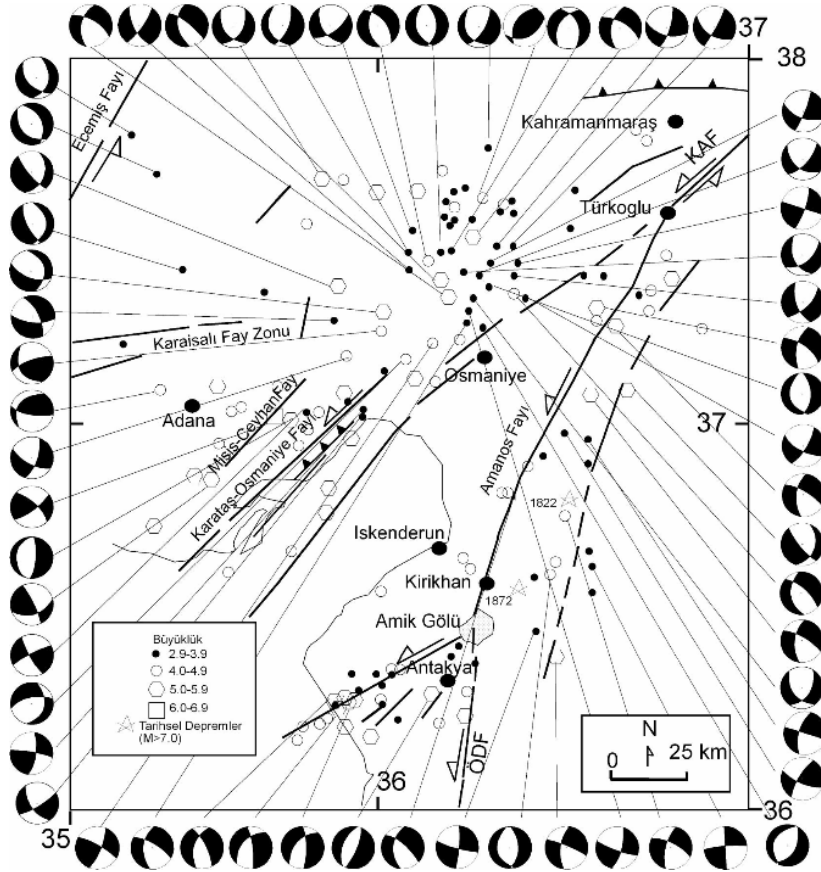 37
38
Ecemiş Fayı
Kahramanmaraş
KAF
Türkoglu
Karaisalı Fay Zonu
Osmaniye
Adana
Misis-CeyhanFay
Karataş-Osmaniye Fayı
Amanos Fayı
37
1822
Iskenderun
Kirikhan
1872
Amik Gölü
Antakya
ÖDF
Büyüklük
2.9-3.9
4.0-4.9
5.0-5.9
6.0-6.9
Tarihsel Depremler
(M>7.0)
N
0 25 km
35
36
36